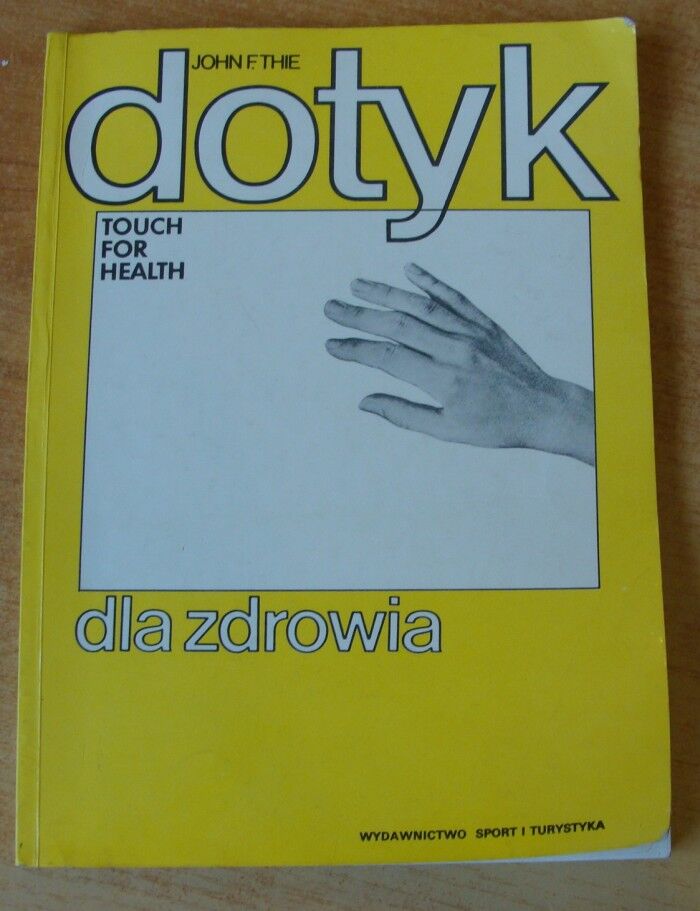 JOHN F. THIE
dotyk
TOUCH
FOR
HEALTH
dla zdrowia
WYDAWNICTWO SPORT I TURYSTYKA